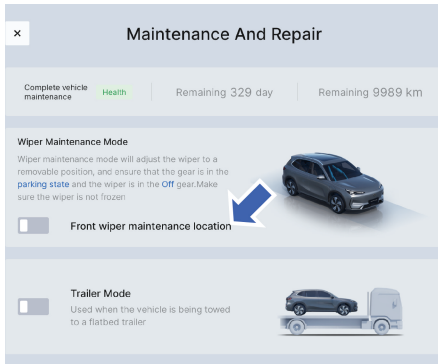 ×
Maintenance And Repair
Complete vehicle
maintenance
Health
Remaining 329 day
Remaining 9989 km
Wiper Maintenance Mode
Wiper maintenance mode will adjust the wiper to a
removable position, and ensure that the gear is in the
parking state and the wiper is in the Off gear.Make
sure the wiper is not frozen
Front wiper maintenance location
Trailer Mode
Used when the vehicle is being towed
to a flatbed trailer